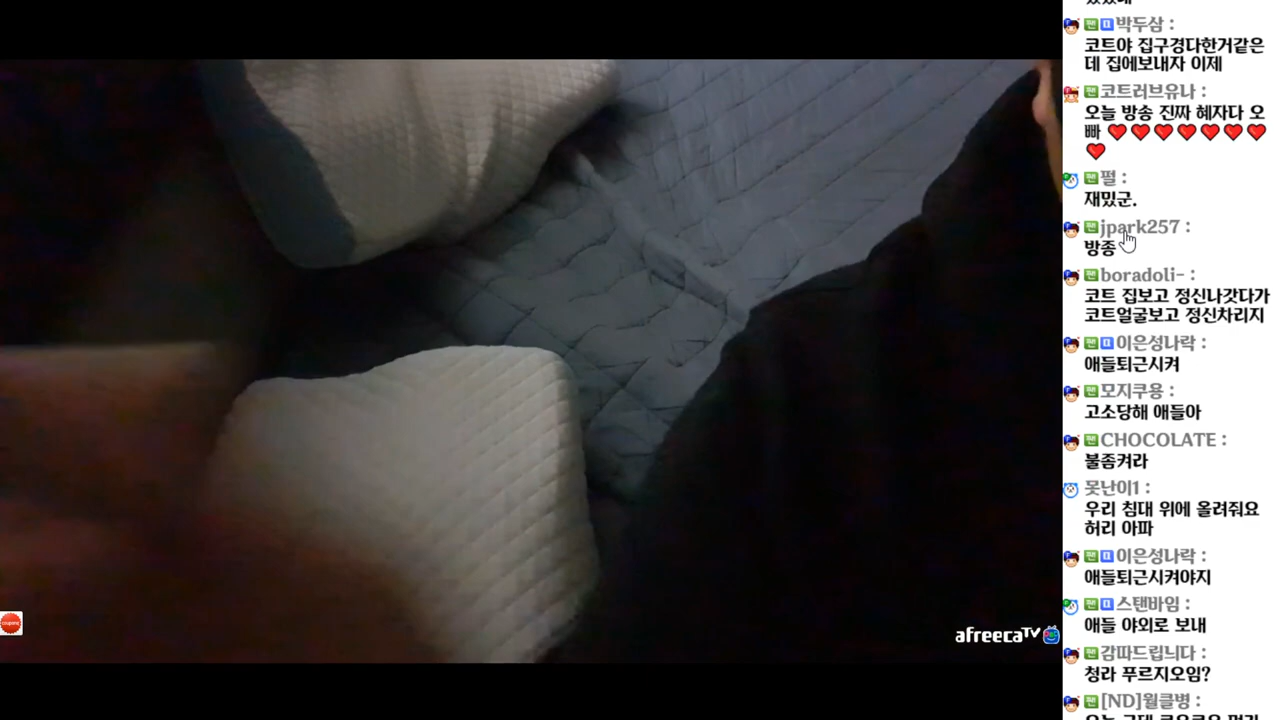 박두삼 :
코트야 집구경다한거같은
데 집에보내자 이제
코트러브유나 :
오늘 방송 진짜 혜자다 오
빠 ❤❤❤❤❤❤❤
❤
펄 :
재밌군.
jpark257 :
방종
boradoli- :
코트 집보고 정신나갓다가
코트얼굴보고 정신차리지
이은성나락 :
애들퇴근시켜
모지쿠용 :
고소당해 애들아
CHOCOLATE :
불좀켜라
못난이1 :
우리 침대 위에 올려줘요
허리 아파
이은성나락 :
애들퇴근시켜야지
스탠바임 :
애들 야외로 보내
감따드립늬다 :
청라 푸르지오임?
[ND]월클병 :
afreecaTV
coupang